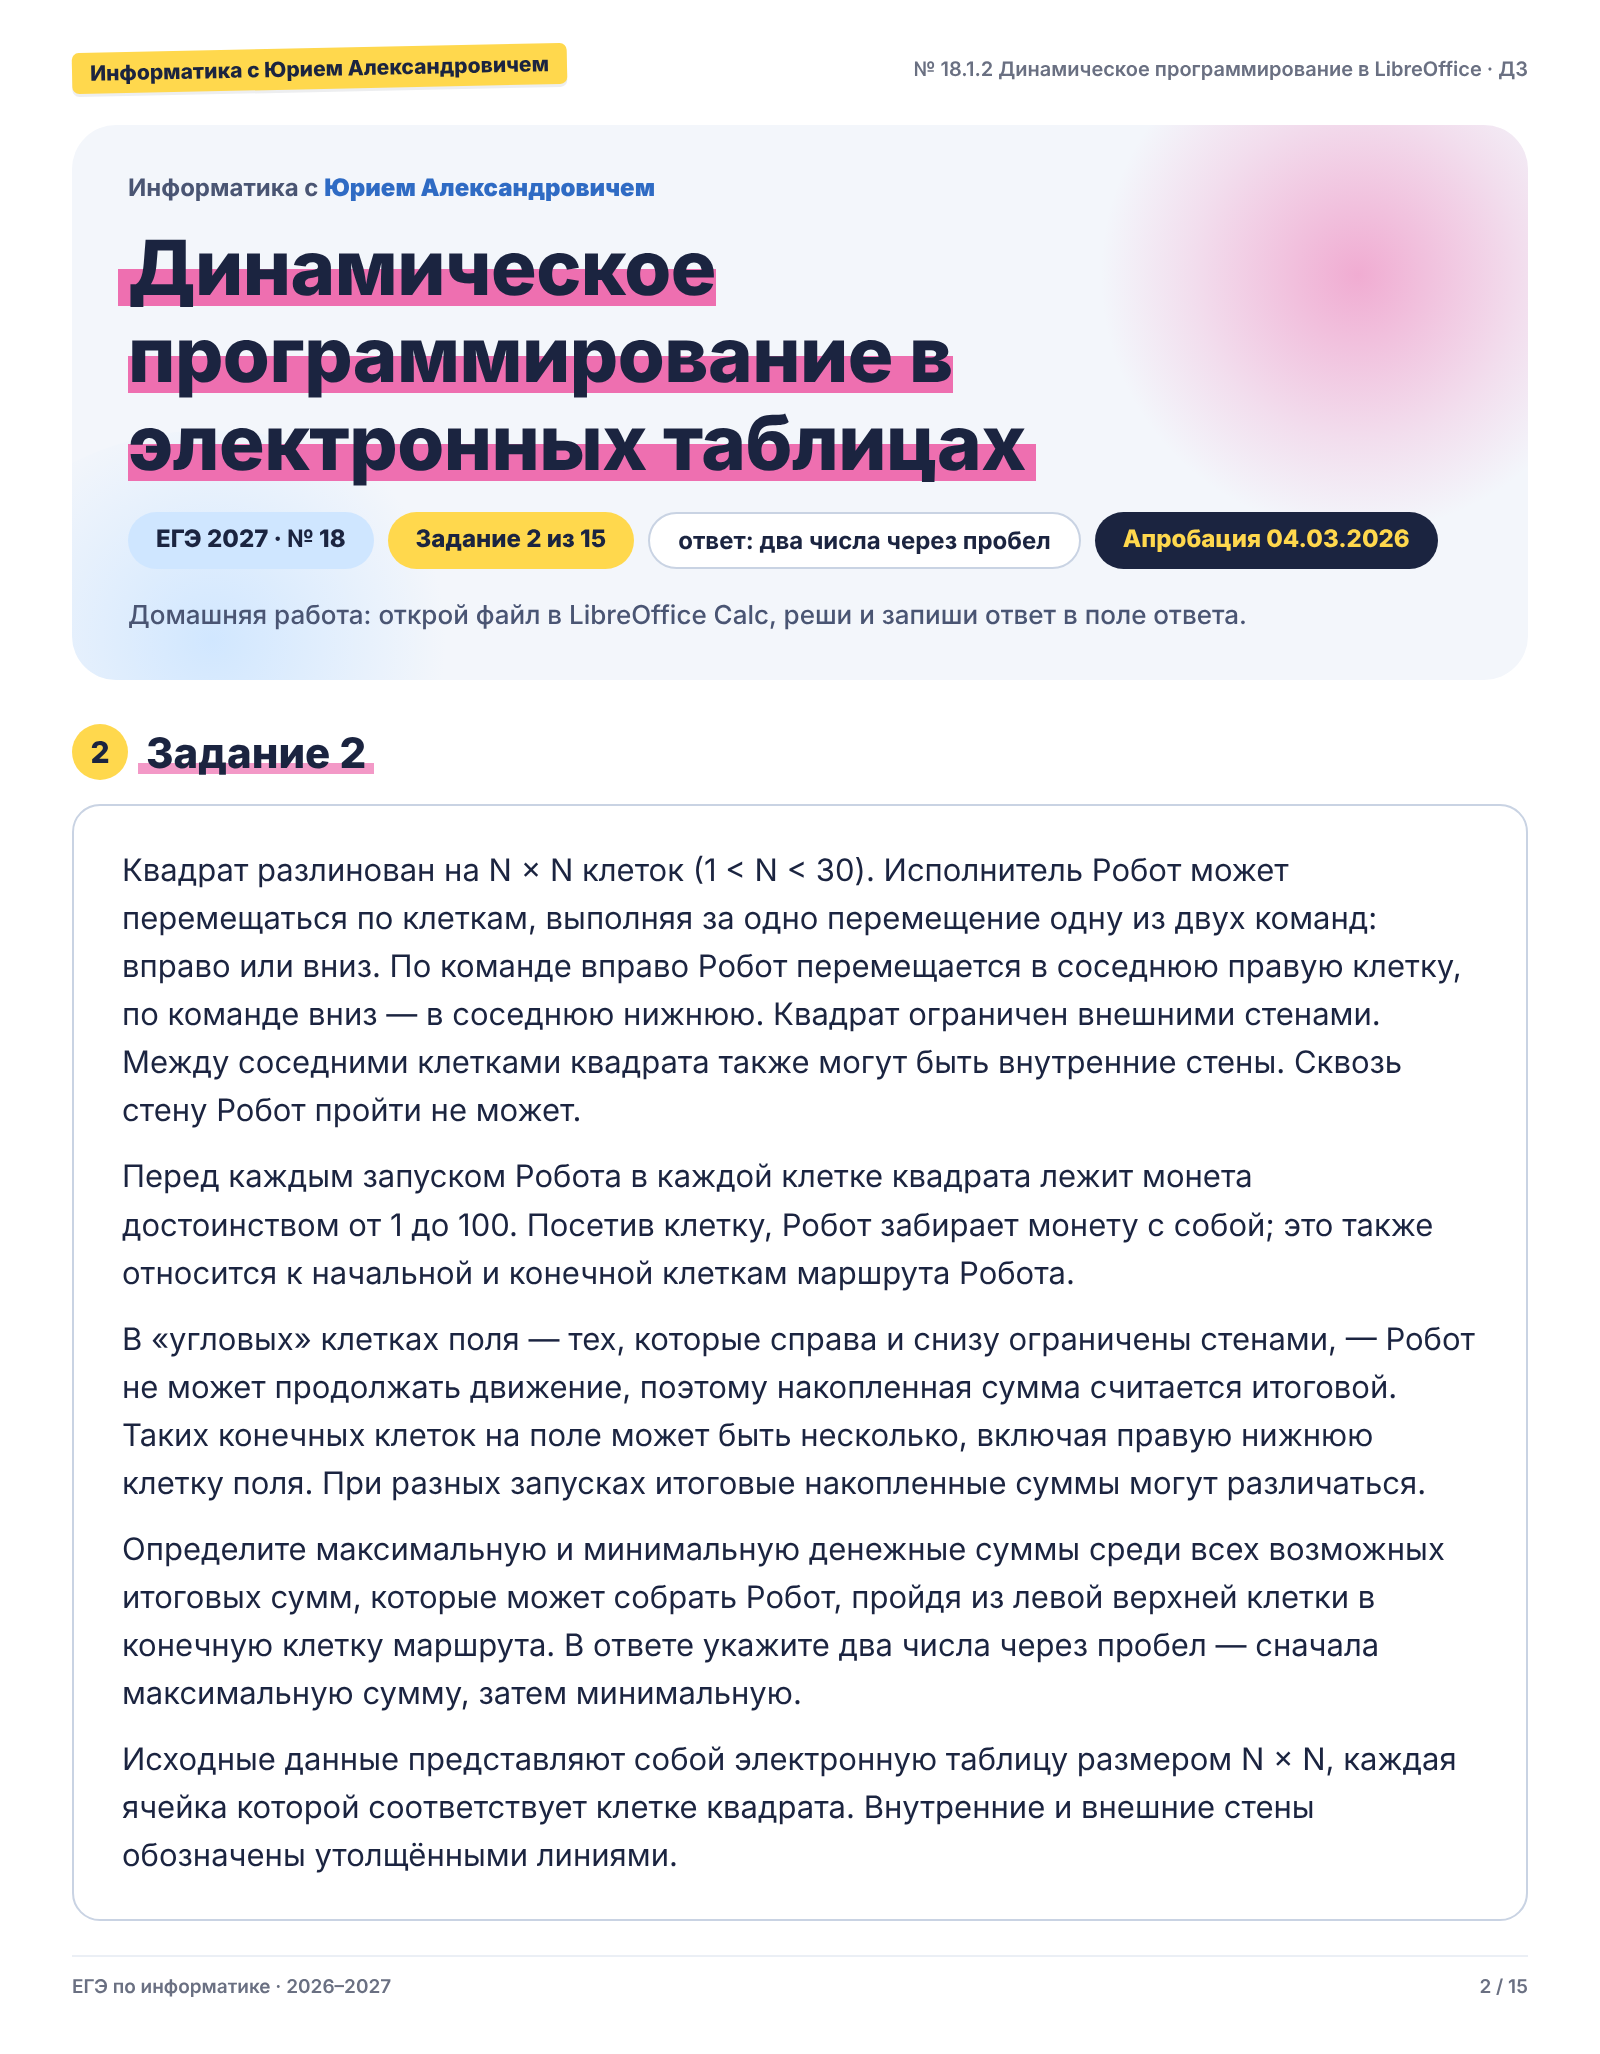 Информатика с Юрием Александровичем
№ 18.1.2 Динамическое программирование в LibreOffice · ДЗ
Информатика с Юрием Александровичем
Динамическое
программирование в
электронных таблицах
ЕГЭ 2027 · № 18
Задание 2 из 15
ответ: два числа через пробел
Апробация 04.03.2026
Домашняя работа: открой файл в LibreOffice Calc, реши и запиши ответ в поле ответа.
2 Задание 2
Квадрат разлинован на N × N клеток (1 < N < 30). Исполнитель Робот может
перемещаться по клеткам, выполняя за одно перемещение одну из двух команд:
вправо или вниз. По команде вправо Робот перемещается в соседнюю правую клетку,
по команде вниз — в соседнюю нижнюю. Квадрат ограничен внешними стенами.
Между соседними клетками квадрата также могут быть внутренние стены. Сквозь
стену Робот пройти не может.
Перед каждым запуском Робота в каждой клетке квадрата лежит монета
достоинством от 1 до 100. Посетив клетку, Робот забирает монету с собой; это также
относится к начальной и конечной клеткам маршрута Робота.
В «угловых» клетках поля — тех, которые справа и снизу ограничены стенами, — Робот
не может продолжать движение, поэтому накопленная сумма считается итоговой.
Таких конечных клеток на поле может быть несколько, включая правую нижнюю
клетку поля. При разных запусках итоговые накопленные суммы могут различаться.
Определите максимальную и минимальную денежные суммы среди всех возможных
итоговых сумм, которые может собрать Робот, пройдя из левой верхней клетки в
конечную клетку маршрута. В ответе укажите два числа через пробел — сначала
максимальную сумму, затем минимальную.
Исходные данные представляют собой электронную таблицу размером N × N, каждая
ячейка которой соответствует клетке квадрата. Внутренние и внешние стены
обозначены утолщёнными линиями.
ЕГЭ по информатике · 2026–2027
2 / 15